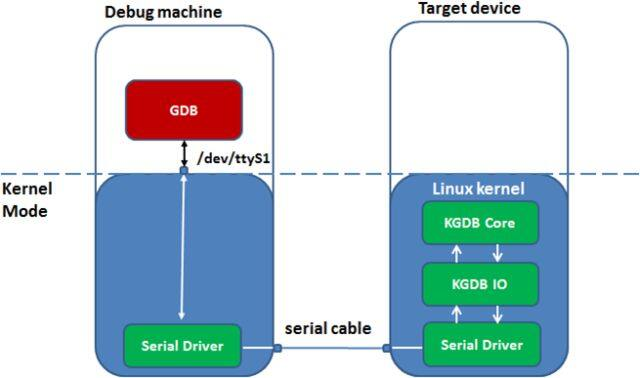 Debug machine
Target device
GDB
/dev/ttyS1
Kernel
Mode
Linux kernel
KGDB Core
KGDB IO
serial cable
Serial Driver
Serial Driver